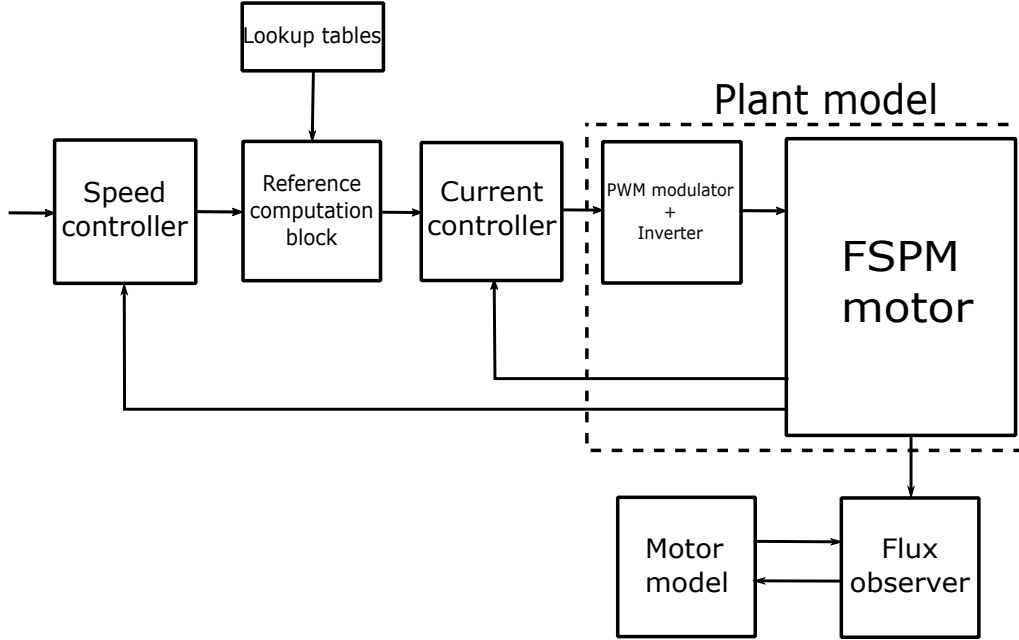 Lookup tables
Plant model
Speed
controller
Reference
computation
block
Current
controller
PWM modulator
+
Inverter
FSPM
motor
Motor
model
Flux
observer